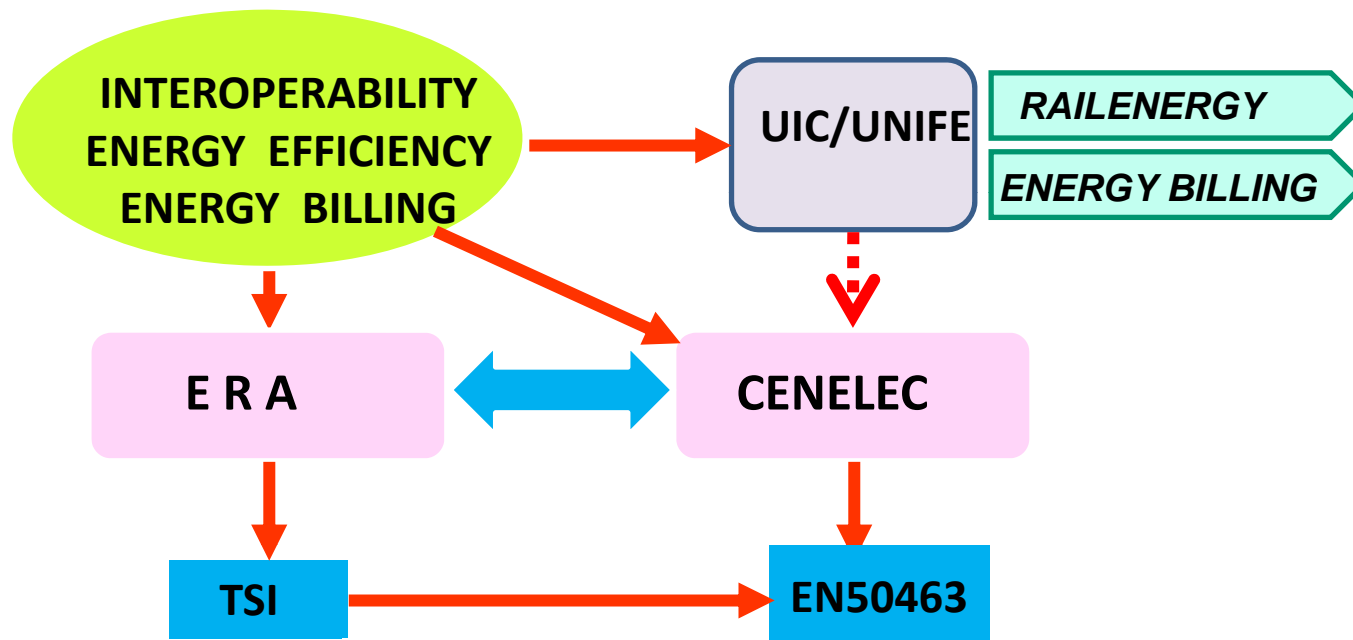 INTEROPERABILITY
ENERGY EFFICIENCY
ENERGY BILLING
UIC/UNIFE
RAILENERGY
ENERGY BILLING
E R A
CENELEC
TSI
EN50463